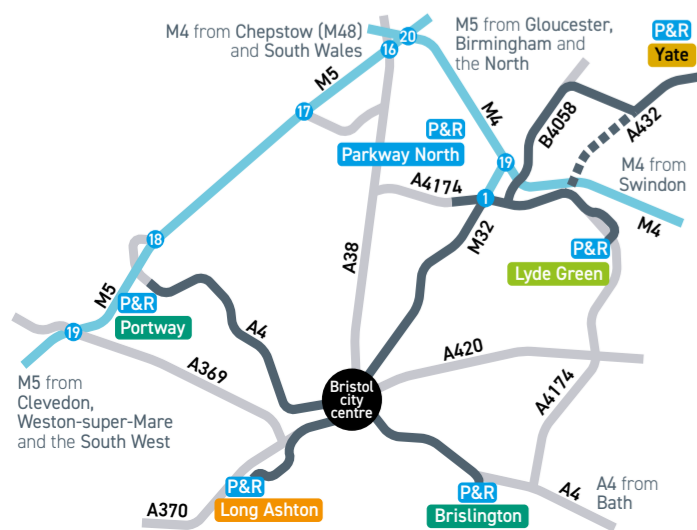 M4 from Chepstow (M48)
and South Wales
20
16
M5 from Gloucester,
Birmingham and
the North
P&R
Yate
M5
17
M4
B4058
A432
P&R
Parkway North
19
M4 from
Swindon
A4174
1
M4
18
A38
M32
P&R
Lyde Green
M5
P&R
Portway
A4
19
A369
A420
M5 from
Clevedon,
Weston-super-Mare
and the South West
Bristol
city
centre
A4174
P&R
Long Ashton
A370
P&R
Brislington
A4
A4 from
Bath